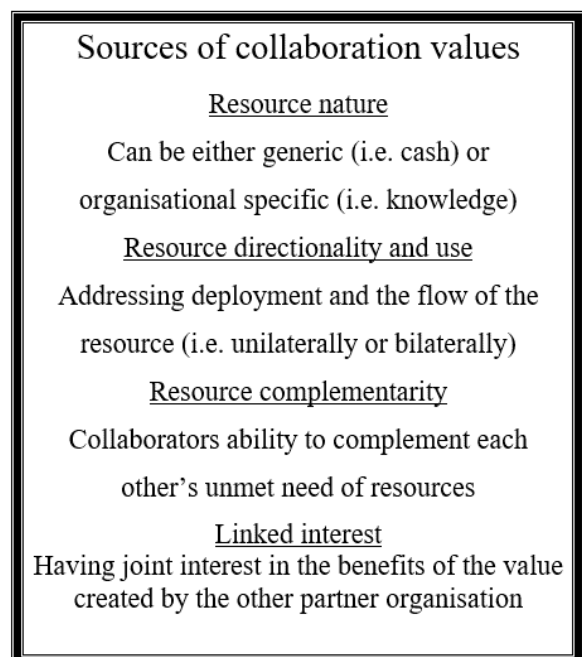 Sources of collaboration values
Resource nature
Can be either generic (i.e. cash) or
organisational specific (i.e. knowledge)
Resource directionality and use
Addressing deployment and the flow of the
resource (i.e. unilaterally or bilaterally)
Resource complementarity
Collaborators ability to complement each
other's unmet need of resources
Linked interest
Having joint interest in the benefits of the value
created by the other partner organisation